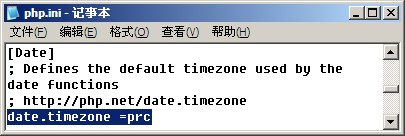 php.ini - 记事本
文件(F) 编辑(E) 格式(O) 查看(V) 帮助(H)
[Date]
; Defines the default timezone used by the
date functions
; http://php.net/date.timezone
date.timezone =prc